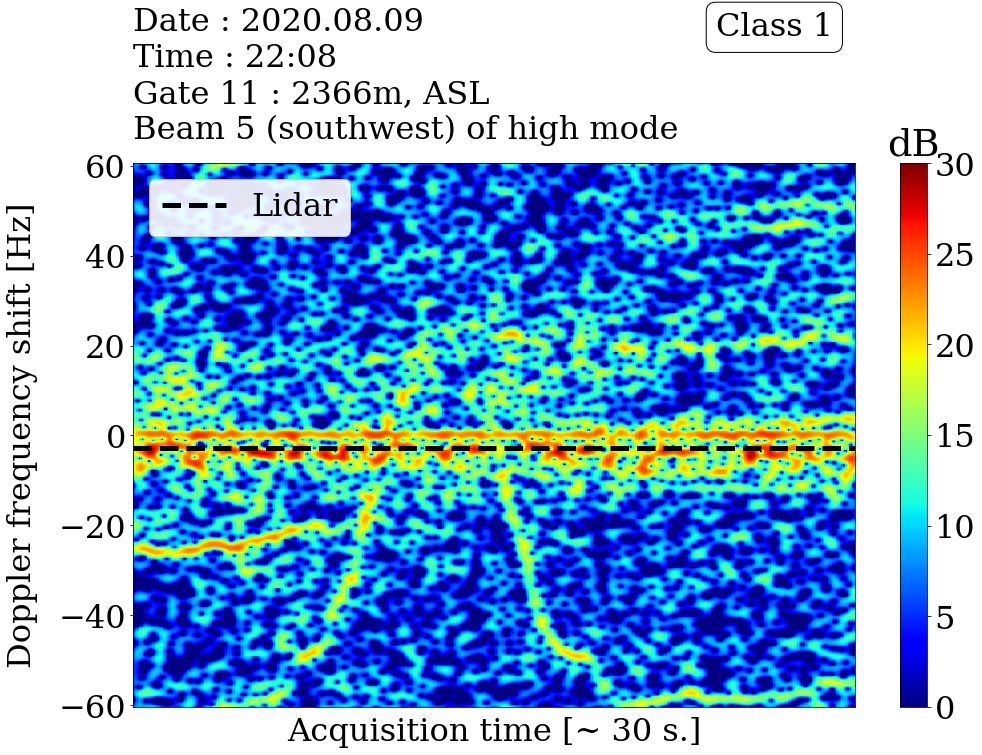 Date : 2020.08.09
Time : 22:08
Gate 11 : 2366m, ASL
Beam 5 (southwest) of high mode
Class 1
dB
Lidar
Doppler frequency shift [Hz]
60
40
20
0
−20
−40
−60
Acquisition time [~ 30 s.]
30
25
20
15
10
5
0